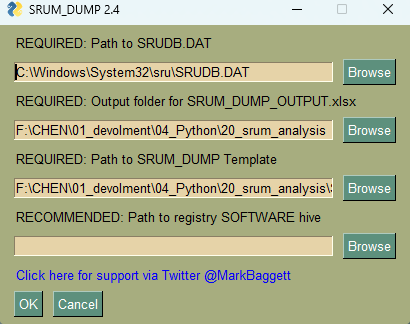 SRUM_DUMP 2.4
REQUIRED: Path to SRUDB.DAT
C:\Windows\System32\sru\SRUDB.DAT
Browse
REQUIRED: Output folder for SRUM_DUMP_OUTPUT.xlsx
F:\CHEN\01_devolment\04_Python\20_srum_analysis
Browse
REQUIRED: Path to SRUM_DUMP Template
F:\CHEN\01_devolment\04_Python\20_srum_analysis\S
Browse
RECOMMENDED: Path to registry SOFTWARE hive
Browse
Click here for support via Twitter @MarkBaggett
OK Cancel